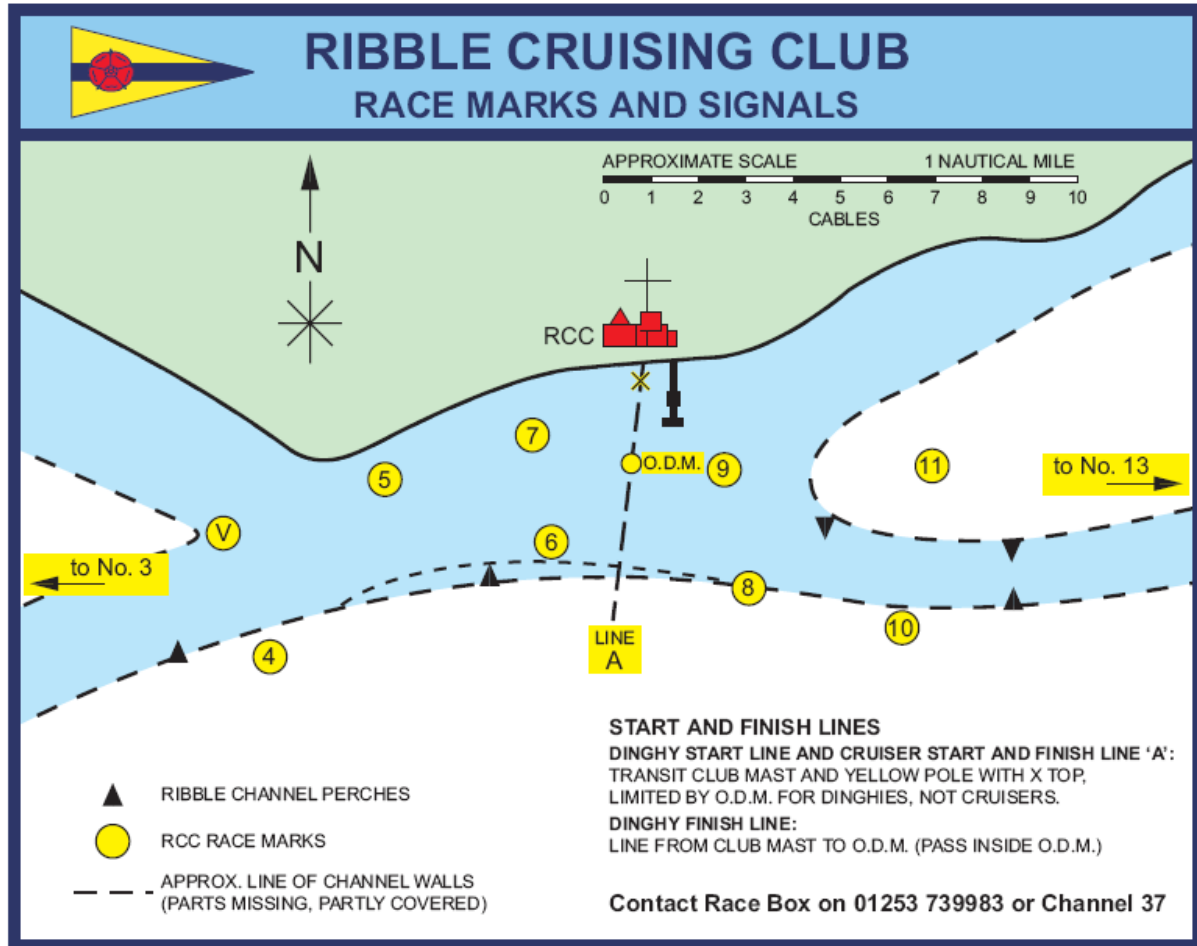 RIBBLE CRUISING CLUB
RACE MARKS AND SIGNALS
APPROXIMATE SCALE 1 NAUTICAL MILE
0 1 2 3 4 5 6 7 8 9 10
CABLES
N
RCC
7
O.D.M.
9
11
to No. 13
5
V
6
to No. 3
8
10
4
LINE
A
START AND FINISH LINES
DINGHY START LINE AND CRUISER START AND FINISH LINE ‘A’:
TRANSIT CLUB MAST AND YELLOW POLE WITH X TOP,
LIMITED BY O.D.M. FOR DINGHIES, NOT CRUISERS.
DINGHY FINISH LINE:
LINE FROM CLUB MAST TO O.D.M. (PASS INSIDE O.D.M.)
Contact Race Box on 01253 739983 or Channel 37
RIBBLE CHANNEL PERCHES
RCC RACE MARKS
APPROX. LINE OF CHANNEL WALLS
(PARTS MISSING, PARTLY COVERED)